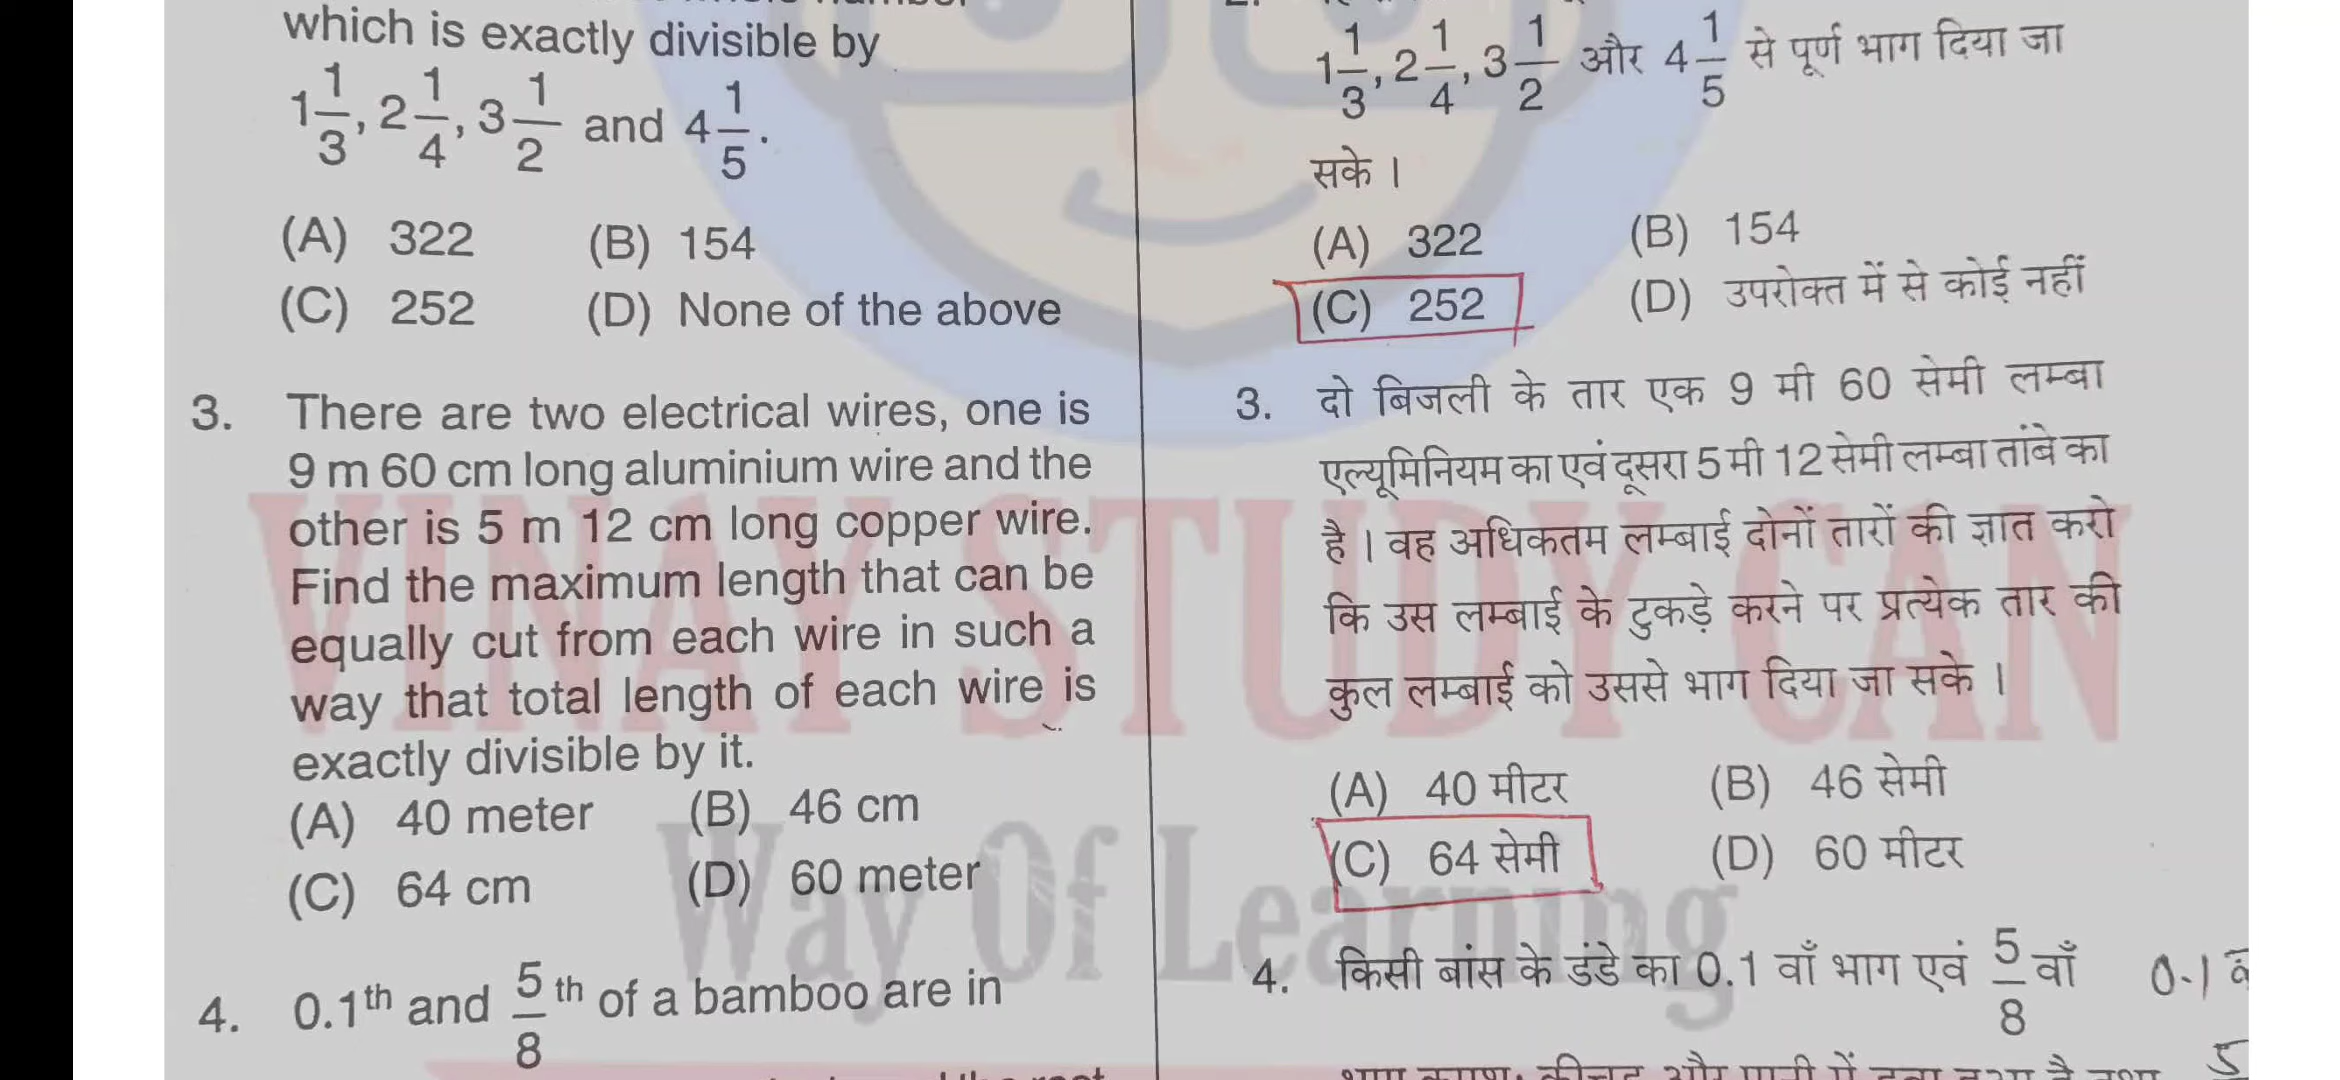 which is exactly divisible by
1 1/3, 2 1/4, 3 1/2 and 4 1/5.
(A) 322 (B) 154
(C) 252 (D) None of the above
3. There are two electrical wires, one is
9 m 60 cm long aluminium wire and the
other is 5 m 12 cm long copper wire.
Find the maximum length that can be
equally cut from each wire in such a
way that total length of each wire is
exactly divisible by it.
(A) 40 meter (B) 46 cm
(C) 64 cm (D) 60 meter
4. 0.1th and 5/8 th of a bamboo are in
1 1/3, 2 1/4, 3 1/2 और 4 1/5 से पूर्ण भाग दिया जा
सके ।
(A) 322 (B) 154
(C) 252 (D) उपरोक्त में से कोई नहीं
3. दो बिजली के तार एक 9 मी 60 सेमी लम्बा
एल्यूमिनियम का एवं दूसरा 5 मी 12 सेमी लम्बा तांबे का
है । वह अधिकतम लम्बाई दोनों तारों की ज्ञात करो
कि उस लम्बाई के टुकड़े करने पर प्रत्येक तार की
कुल लम्बाई को उससे भाग दिया जा सके ।
(A) 40 मीटर (B) 46 सेमी
(C) 64 सेमी (D) 60 मीटर
4. किसी बांस के डंडे का 0.1 वाँ भाग एवं 5/8 वाँ
0.1
5
VINAY STUDY CAN
Way Of Learning